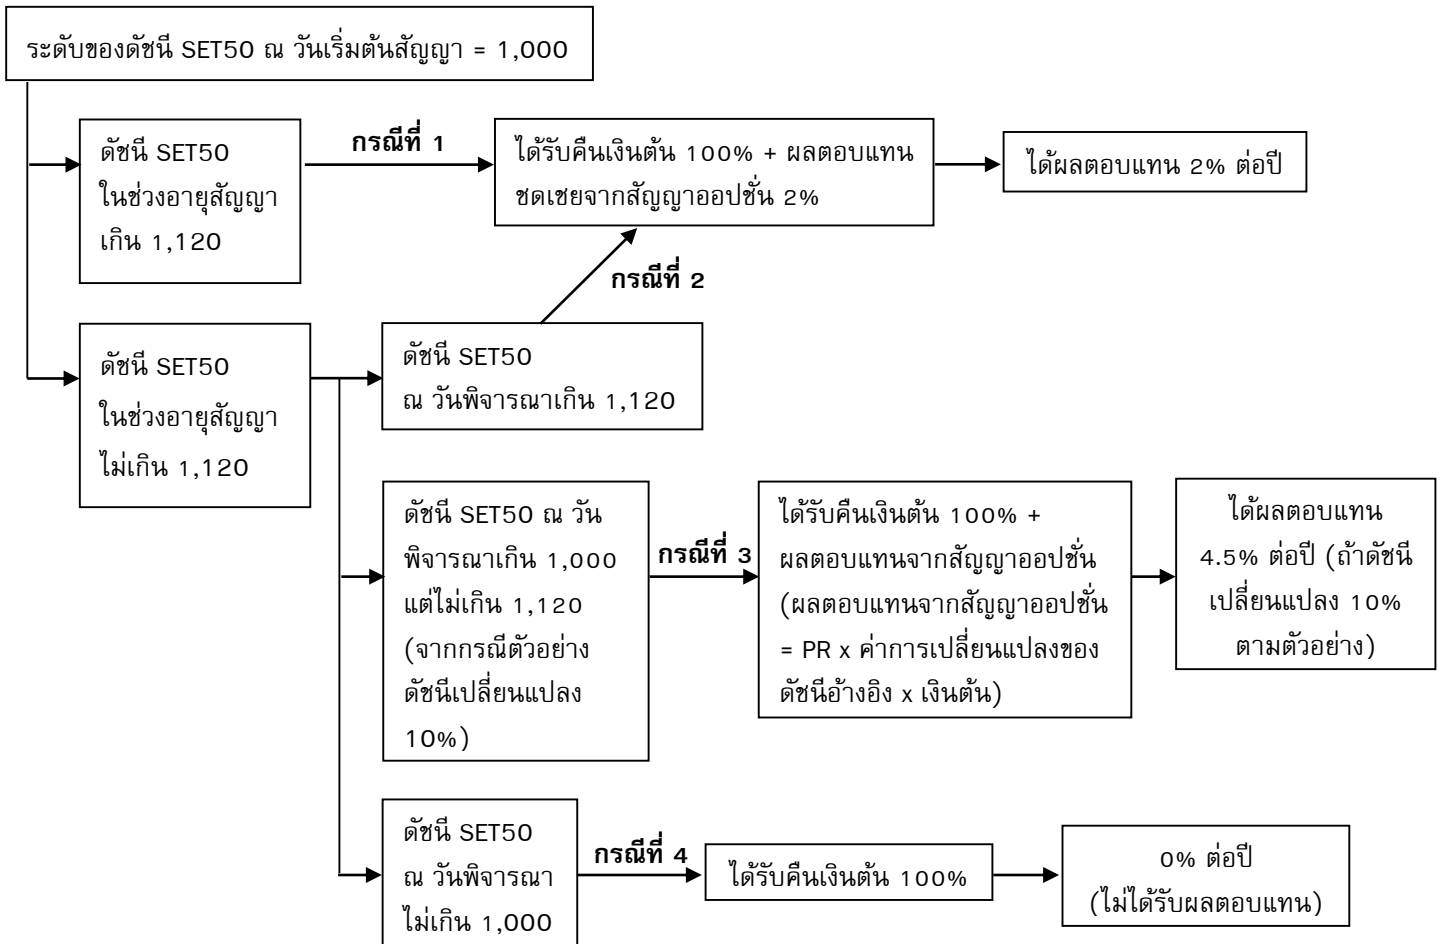 ระดับของดัชนี SET50 ณ วันเริ่มต้นสัญญา = 1,000
ดัชนี SET50
ในช่วงอายุสัญญา
เกิน 1,120
กรณีที่ 1
ได้รับคืนเงินต้น 100% + ผลตอบแทน
ชดเชยจากสัญญาออปชั่น 2%
ได้ผลตอบแทน 2% ต่อปี
กรณีที่ 2
ดัชนี SET50
ในช่วงอายุสัญญา
ไม่เกิน 1,120
ดัชนี SET50
ณ วันพิจารณาเกิน 1,120
ดัชนี SET50 ณ วัน
พิจารณาเกิน 1,000
แต่ไม่เกิน 1,120
(จากกรณีตัวอย่าง
ดัชนีเปลี่ยนแปลง
10%)
กรณีที่ 3
ได้รับคืนเงินต้น 100% +
ผลตอบแทนจากสัญญาออปชั่น
(ผลตอบแทนจากสัญญาออปชั่น
= PR x ค่าการเปลี่ยนแปลงของ
ดัชนีอ้างอิง x เงินต้น)
ได้ผลตอบแทน
4.5% ต่อปี (ถ้าดัชนี
เปลี่ยนแปลง 10%
ตามตัวอย่าง)
ดัชนี SET50
ณ วันพิจารณา
ไม่เกิน 1,000
กรณีที่ 4
ได้รับคืนเงินต้น 100%
0% ต่อปี
(ไม่ได้รับผลตอบแทน)